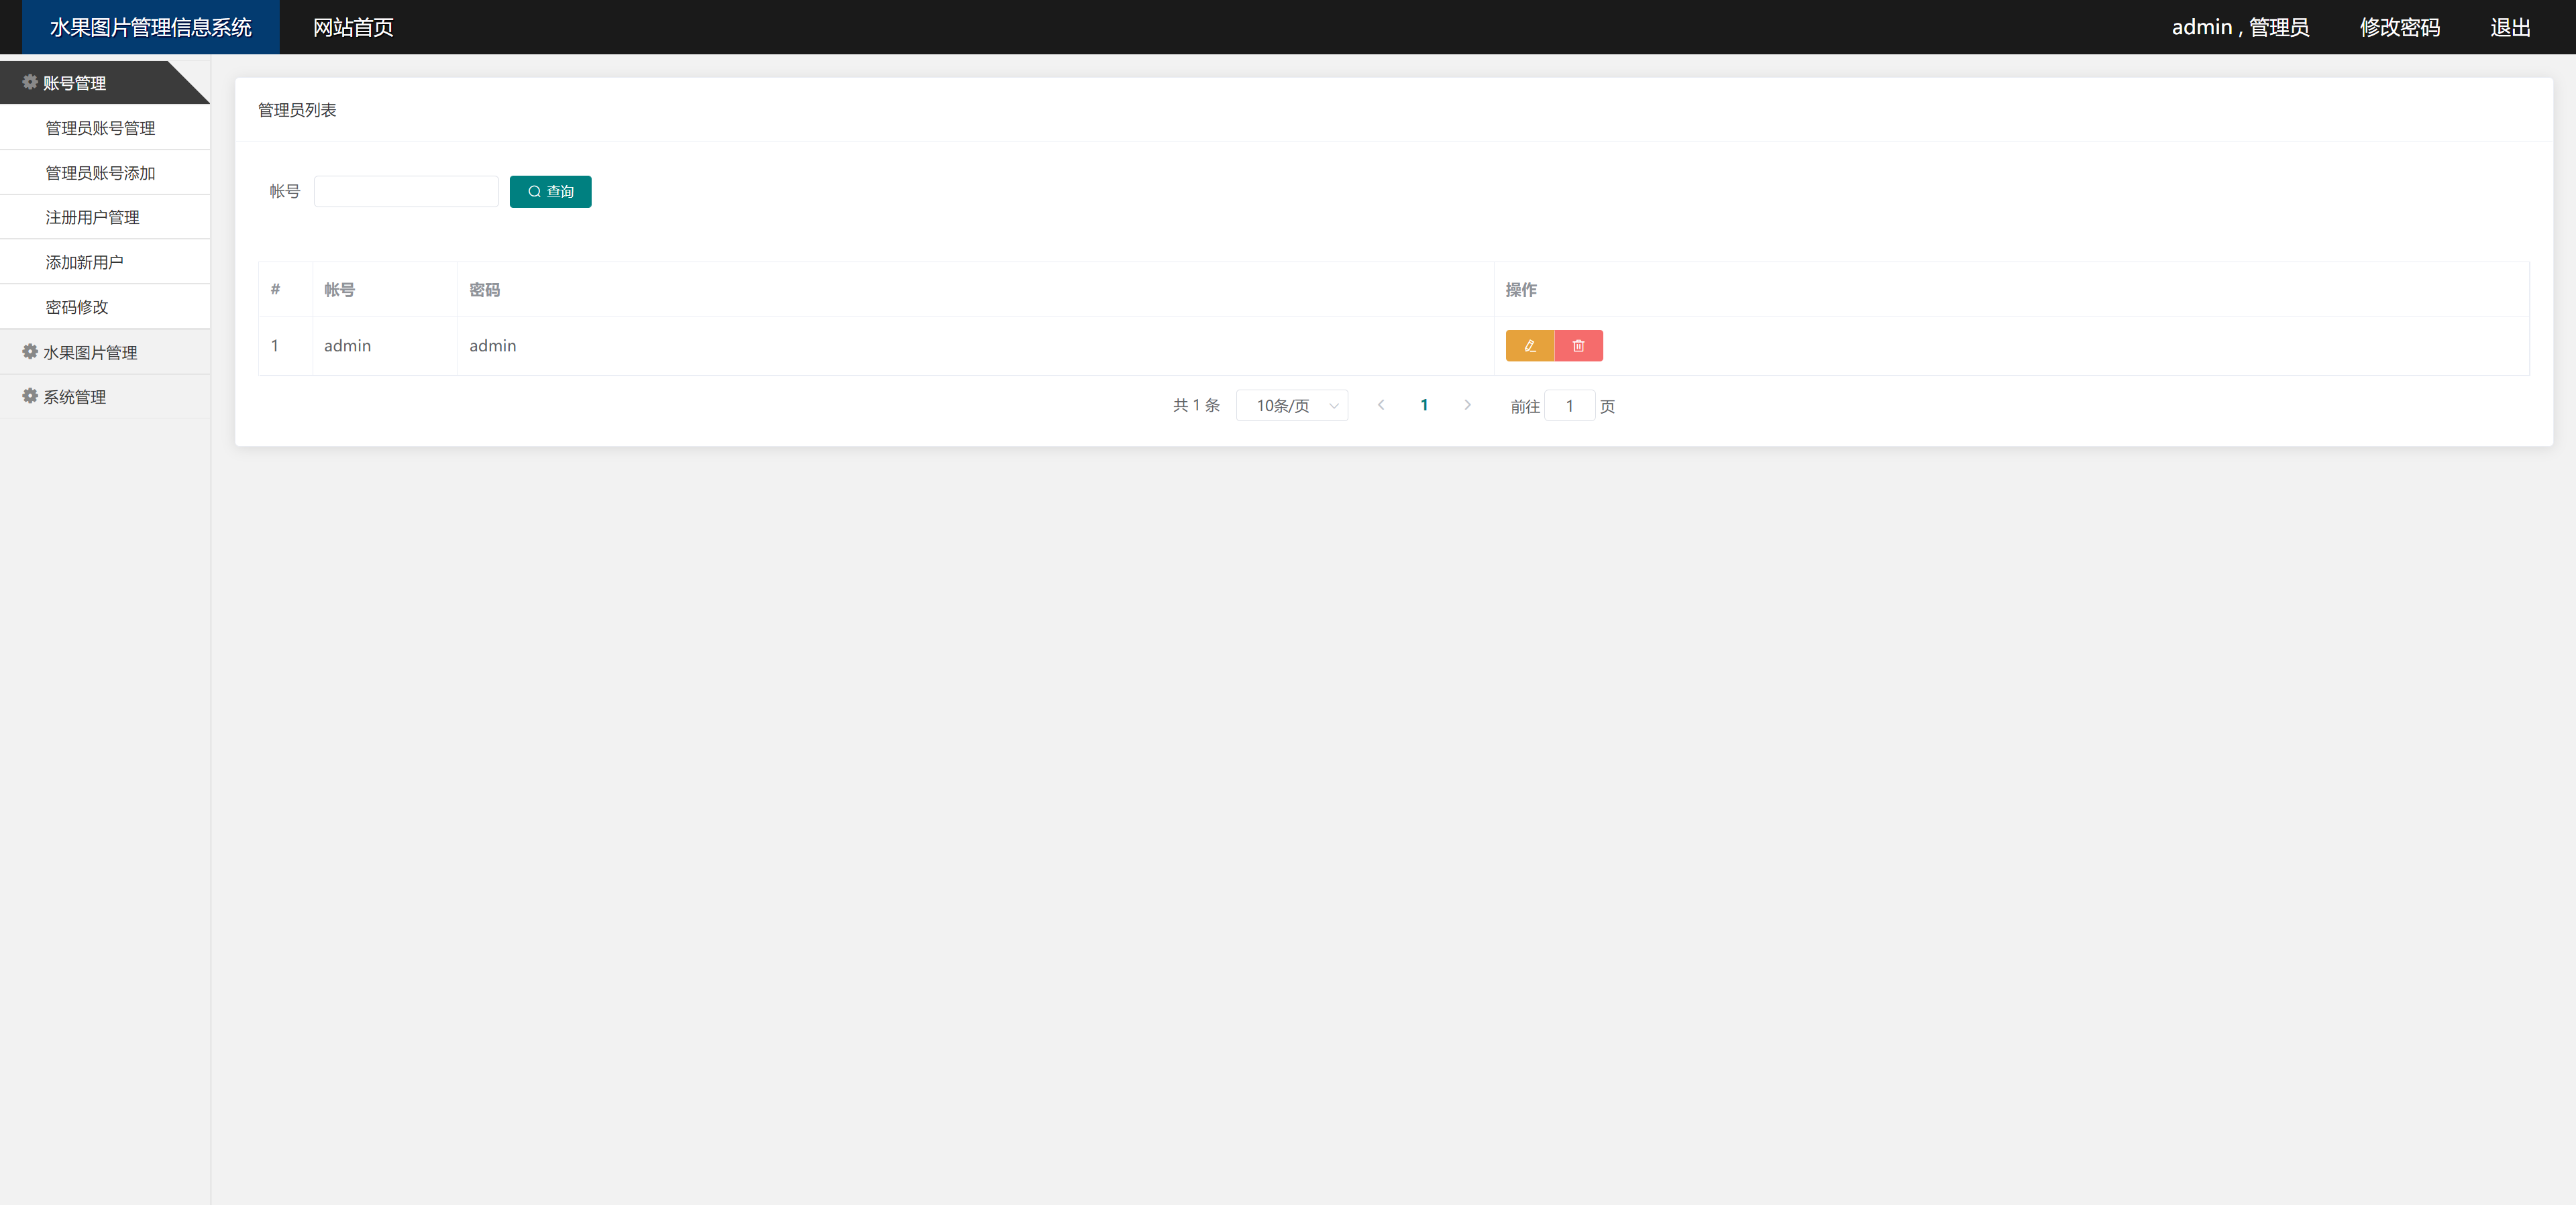 水果图片管理信息系统 网站首页 admin , 管理员 修改密码 退出
账号管理
管理员账号管理
管理员账号添加
注册用户管理
添加新用户
密码修改
水果图片管理
系统管理
管理员列表
帐号 查询
# 帐号 密码 操作
1 admin admin
共 1 条 10条/页 1 前往 1 页